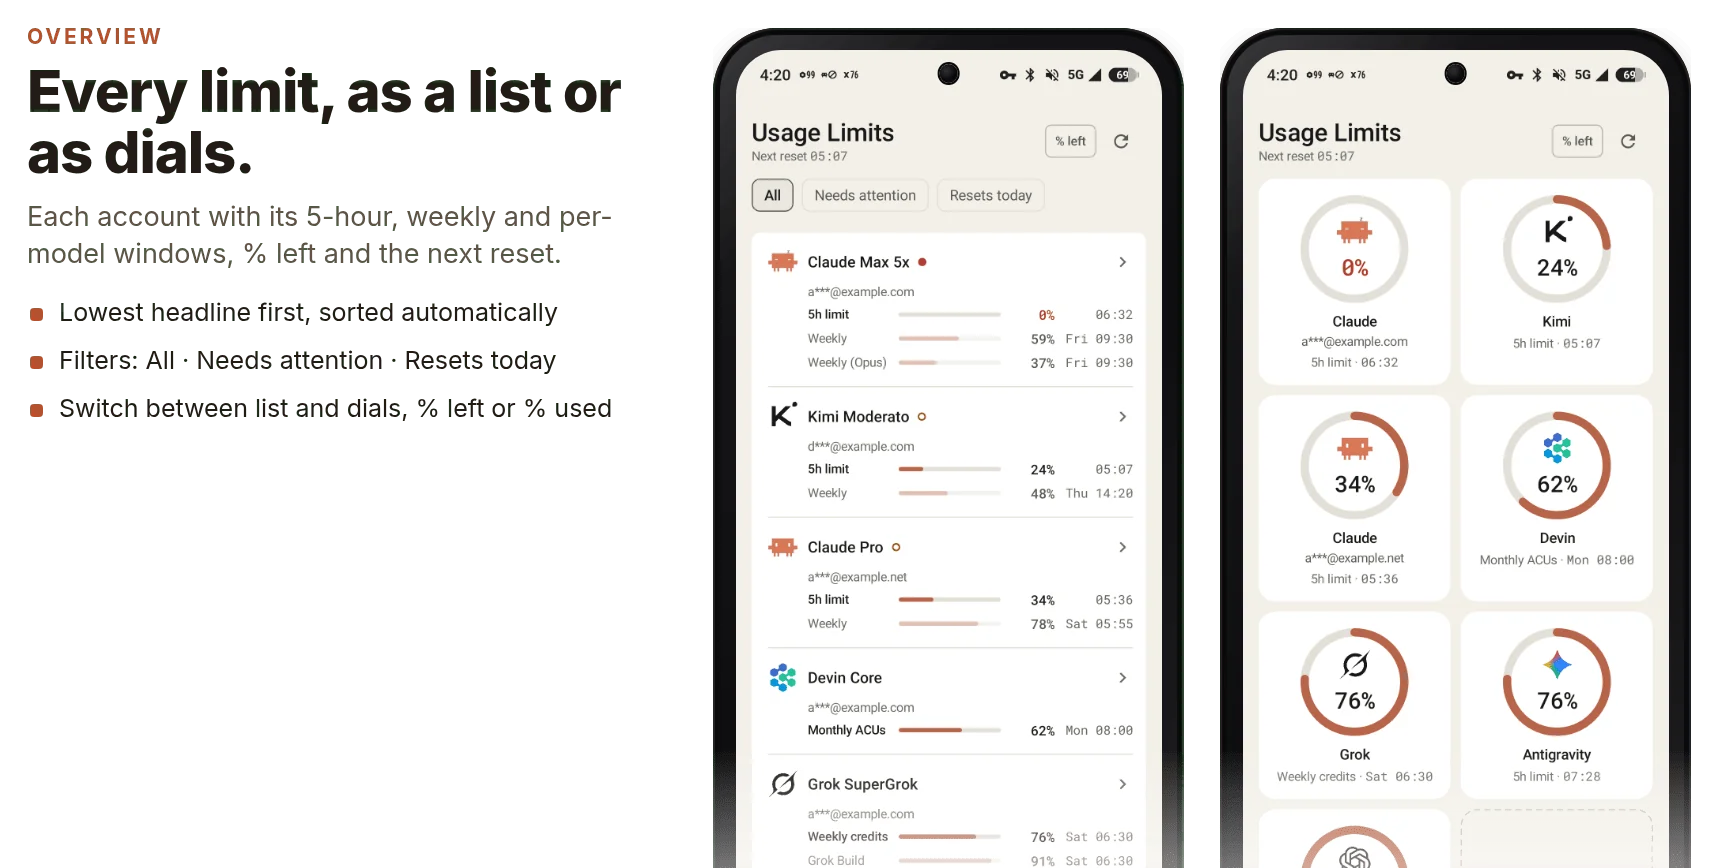 OVERVIEW
Every limit, as a list or
as dials.
Each account with its 5-hour, weekly and per-
model windows, % left and the next reset.
Lowest headline first, sorted automatically
Filters: All · Needs attention · Resets today
Switch between list and dials, % left or % used
4:20 99 x76 5G 69
Usage Limits
Next reset 05:07
% left
All Needs attention Resets today
Claude Max 5x
a***@example.com
5h limit 0% 06:32
Weekly 59% Fri 09:30
Weekly (Opus) 37% Fri 09:30
Kimi Moderato
d***@example.com
5h limit 24% 05:07
Weekly 48% Thu 14:20
Claude Pro
a***@example.net
5h limit 34% 05:36
Weekly 78% Sat 05:55
Devin Core
a***@example.com
Monthly ACUs 62% Mon 08:00
Grok SuperGrok
a***@example.com
Weekly credits 76% Sat 06:30
Grok Build 91% Sat 06:30
4:20 99 x76 5G 69
Usage Limits
Next reset 05:07
% left
0%
Claude
a***@example.com
5h limit · 06:32
24%
Kimi
5h limit · 05:07
34%
Claude
a***@example.net
5h limit · 05:36
62%
Devin
Monthly ACUs · Mon 08:00
76%
Grok
Weekly credits · Sat 06:30
76%
Antigravity
5h limit · 07:28